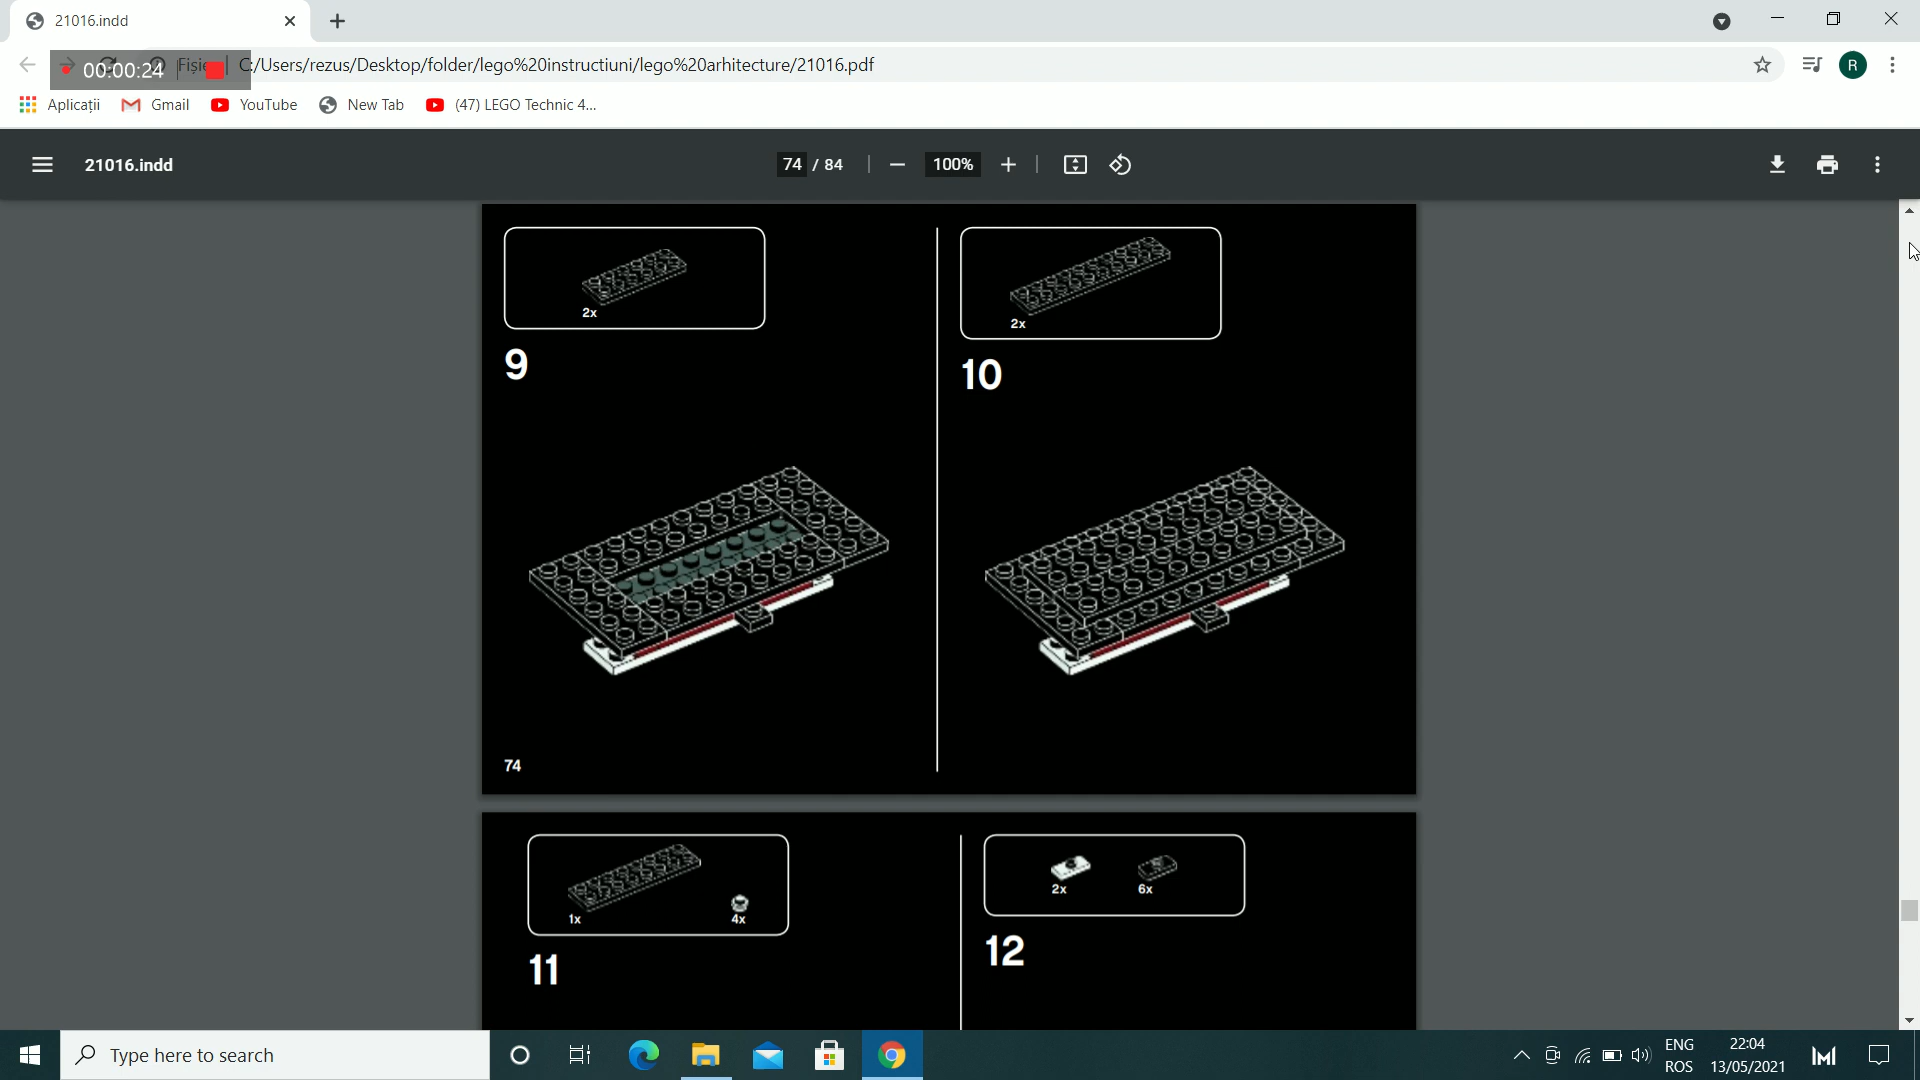 21016.indd
00:00:24
C:/Users/rezus/Desktop/folder/lego%20instructiuni/lego%20arhitecture/21016.pdf
R
Aplicații Gmail YouTube New Tab (47) LEGO Technic 4...
21016.indd
74 / 84
100%
2x
9
2x
10
74
1x
4x
11
2x
6x
12
Type here to search
ENG
ROS
22:04
13/05/2021